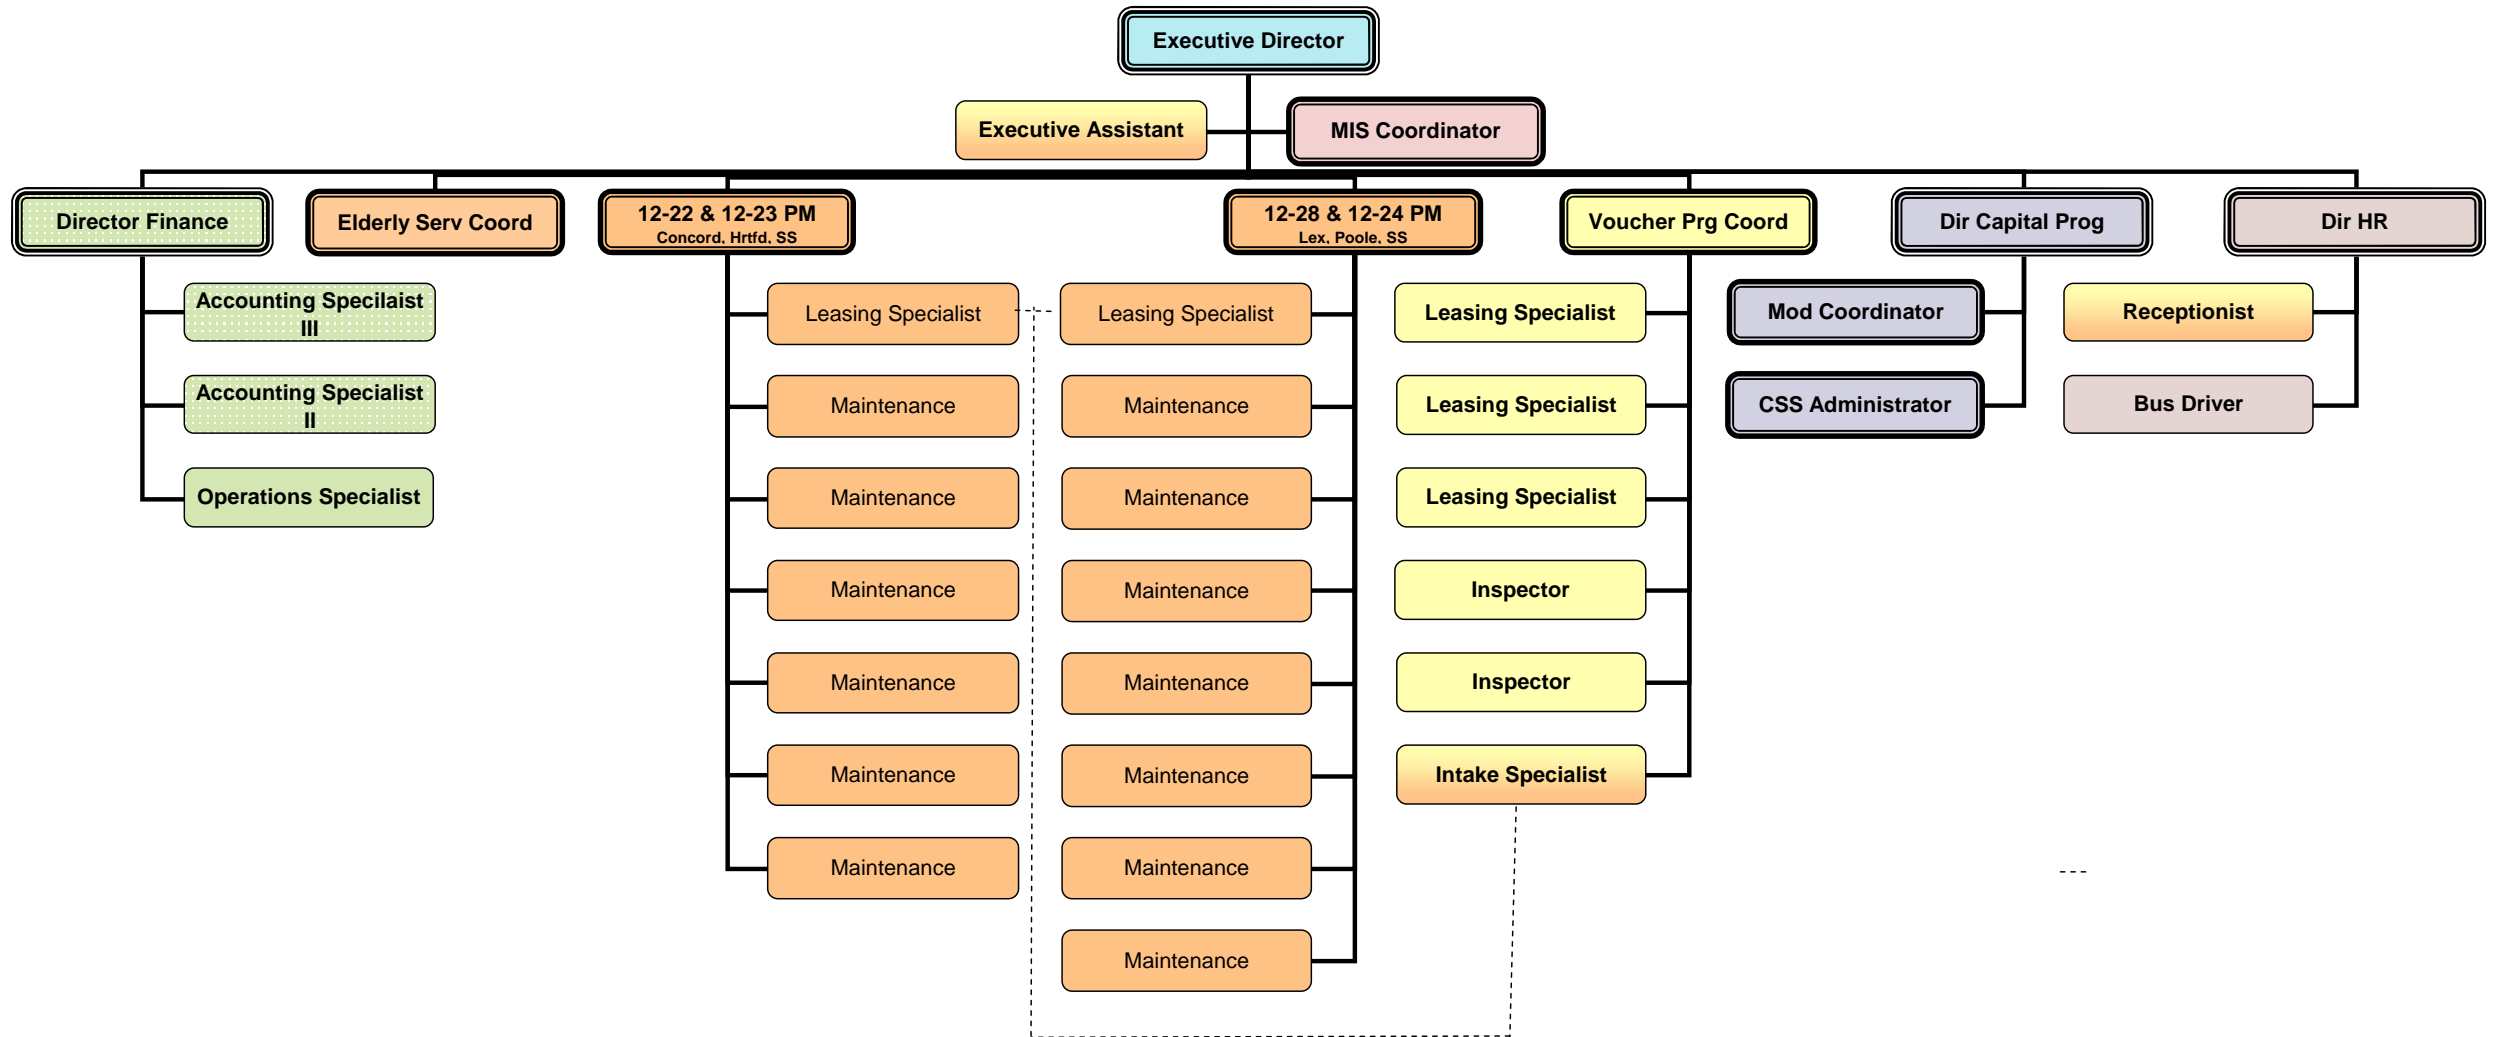 Executive Director
Executive Assistant
MIS Coordinator
Director Finance
Elderly Serv Coord
12-22 & 12-23 PM
Concord, Hrtfd, SS
12-28 & 12-24 PM
Lex, Poole, SS
Voucher Prg Coord
Dir Capital Prog
Dir HR
Accounting Specilaist
III
Accounting Specialist
II
Operations Specialist
Leasing Specialist
Maintenance
Maintenance
Maintenance
Maintenance
Maintenance
Maintenance
Leasing Specialist
Maintenance
Maintenance
Maintenance
Maintenance
Maintenance
Maintenance
Maintenance
Leasing Specialist
Leasing Specialist
Leasing Specialist
Inspector
Inspector
Intake Specialist
Mod Coordinator
CSS Administrator
Receptionist
Bus Driver